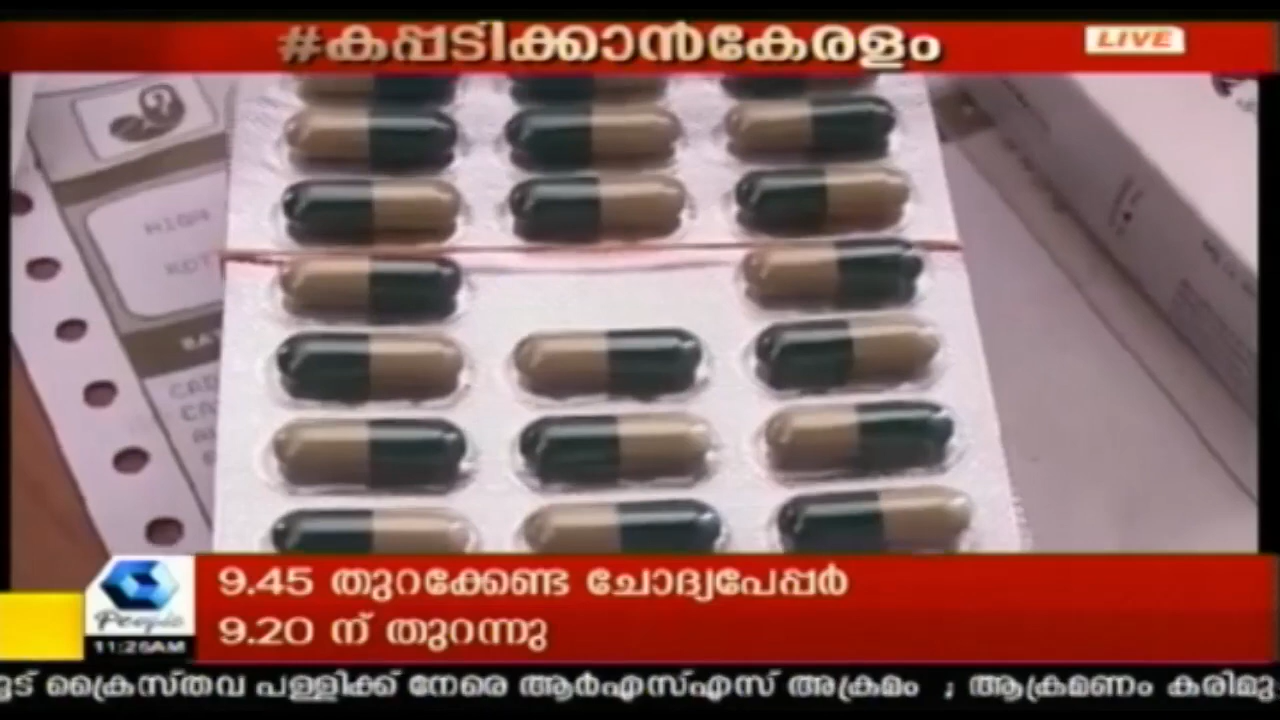 #കപ്പടിക്കാൻകേരളം
LIVE
9.45 തുറക്കേണ്ട ചോദ്യപേപ്പർ
9.20 ന് തുറന്നു
People
11:26AM
ക്രൈസ്തവ പള്ളിക്ക് നേരെ ആർഎസ്എസ് അക്രമം ; ആക്രമണം